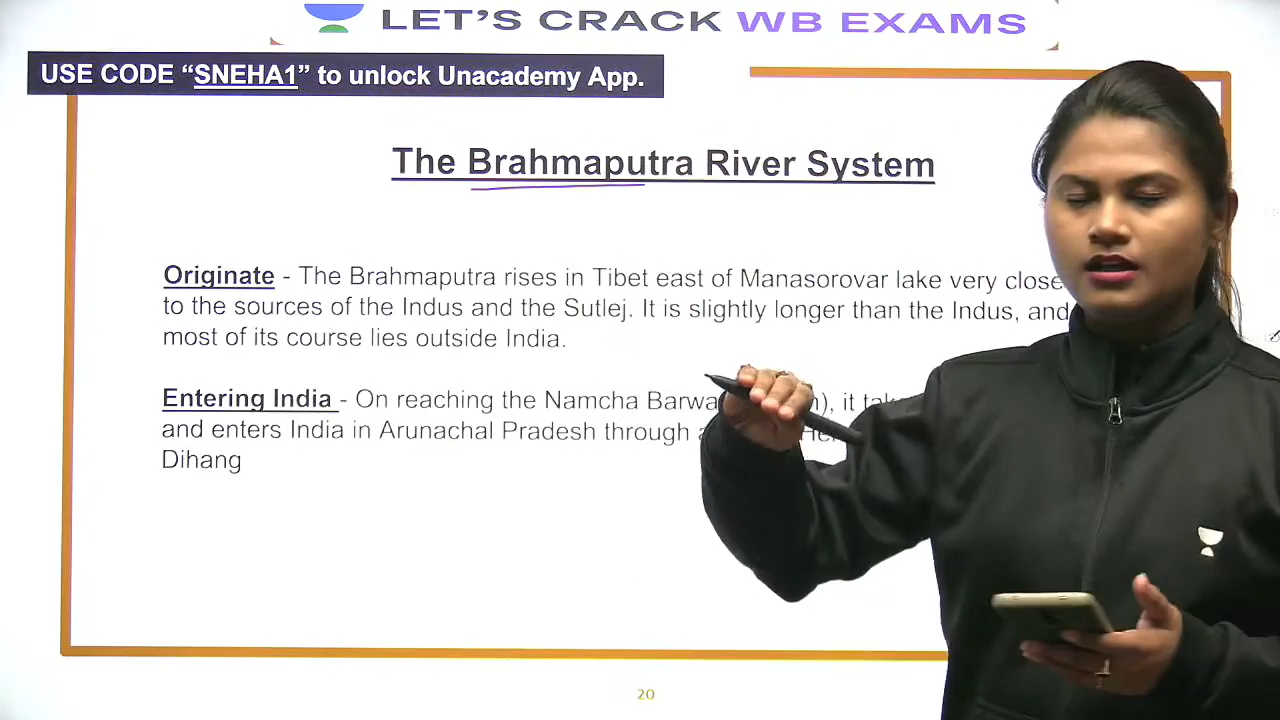 LET'S CRACK WB EXAMS
USE CODE “SNEHA1” to unlock Unacademy App.
The Brahmaputra River System
Originate - The Brahmaputra rises in Tibet east of Manasorovar lake very close
to the sources of the Indus and the Sutlej. It is slightly longer than the Indus, and
most of its course lies outside India.
Entering India - On reaching the Namcha Barwa it
and enters India in Arunachal Pradesh through
Dihang
20